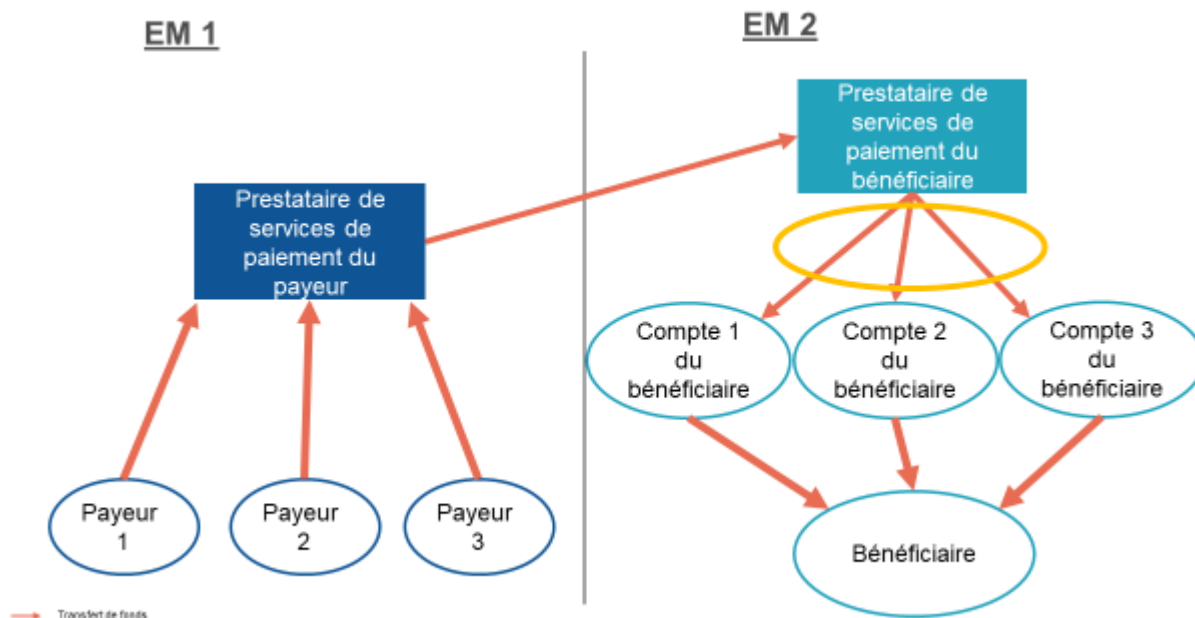 EM 1
EM 2
Prestataire de
services de
paiement du
bénéficiaire
Prestataire de
services de
paiement du
payeur
Compte 1
du
bénéficiaire
Compte 2
du
bénéficiaire
Compte 3
du
bénéficiaire
Payeur
1
Payeur
2
Payeur
3
Bénéficiaire
Transfert de fonds